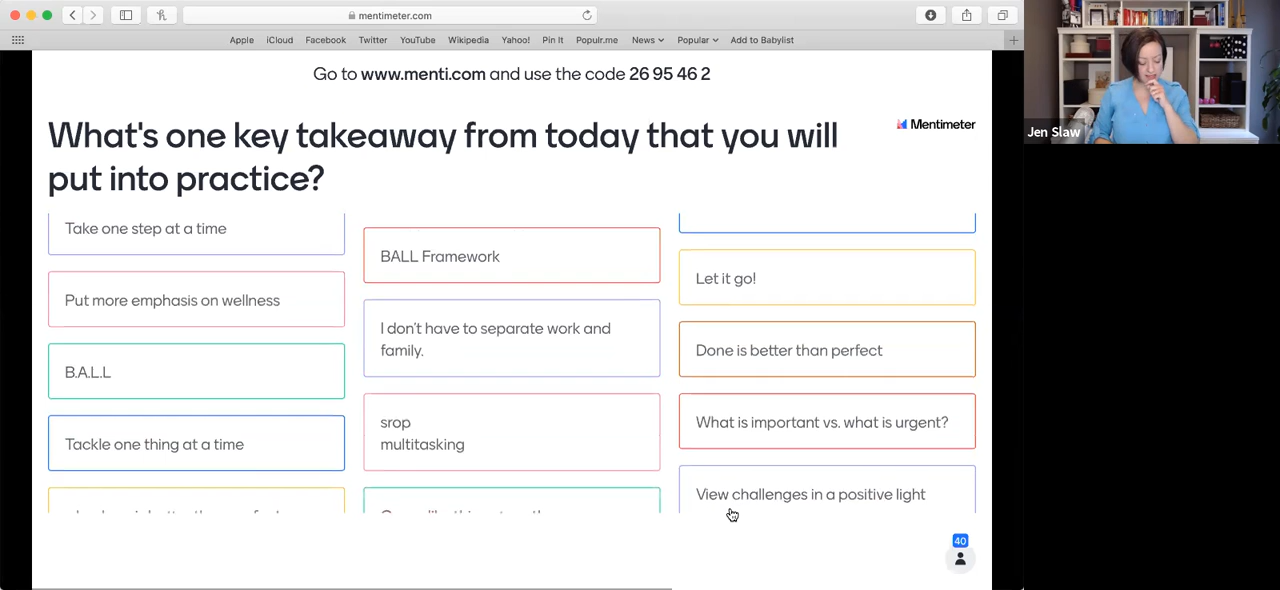 mentimeter.com
Apple
iCloud
Facebook
Twitter
YouTube
Wikipedia
Yahoo!
Pin It
Populr.me
News
Popular
Add to Babylist
Go to www.menti.com and use the code 26 95 46 2
What's one key takeaway from today that you will
put into practice?
Mentimeter
Take one step at a time
Put more emphasis on wellness
B.A.L.L
Tackle one thing at a time
BALL Framework
I don't have to separate work and
family.
srop
multitasking
Let it go!
Done is better than perfect
What is important vs. what is urgent?
View challenges in a positive light
40
Jen Slaw